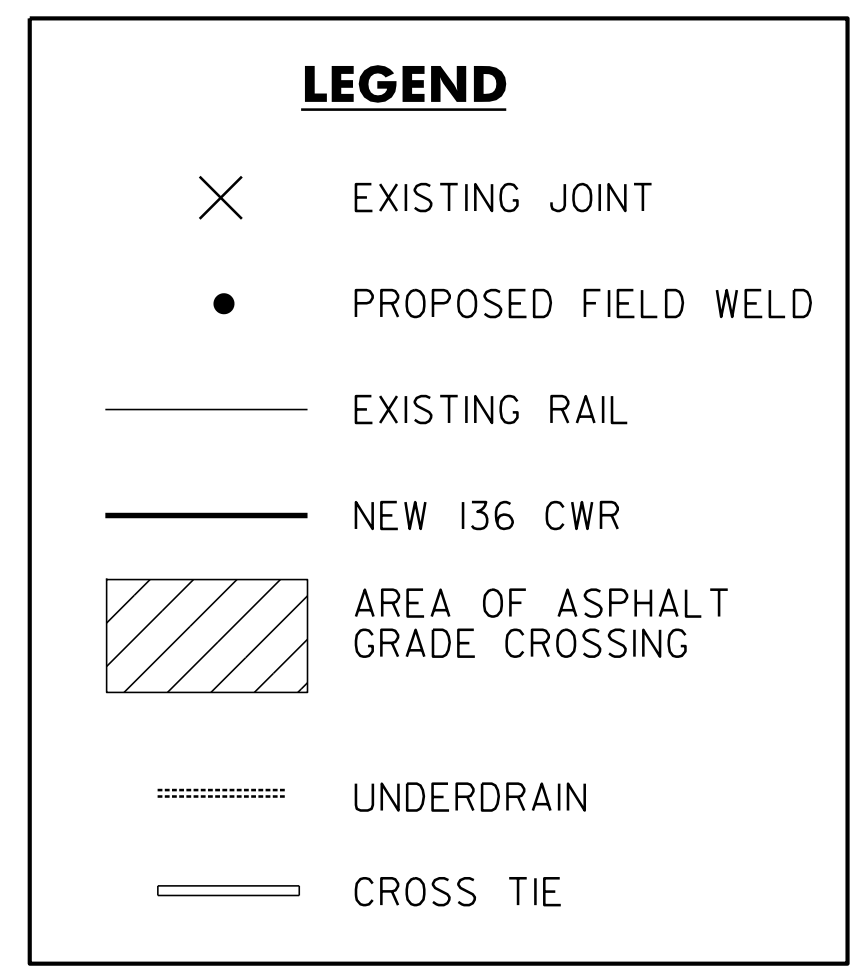 LEGEND
EXISTING JOINT
PROPOSED FIELD WELD
EXISTING RAIL
NEW 136 CWR
AREA OF ASPHALT
GRADE CROSSING
UNDERDRAIN
CROSS TIE